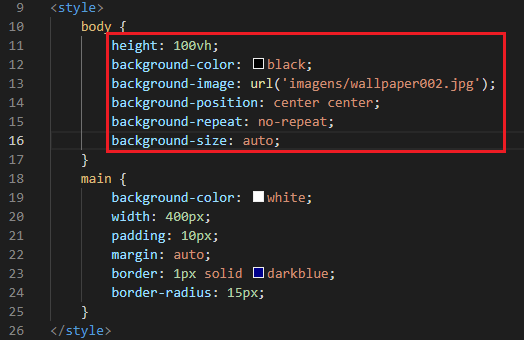 9 <style>
10 body {
11 height: 100vh;
12 background-color: black;
13 background-image: url('imagens/wallpaper002.jpg');
14 background-position: center center;
15 background-repeat: no-repeat;
16 background-size: auto;
17 }
18 main {
19 background-color: white;
20 width: 400px;
21 padding: 10px;
22 margin: auto;
23 border: 1px solid darkblue;
24 border-radius: 15px;
25 }
26 </style>